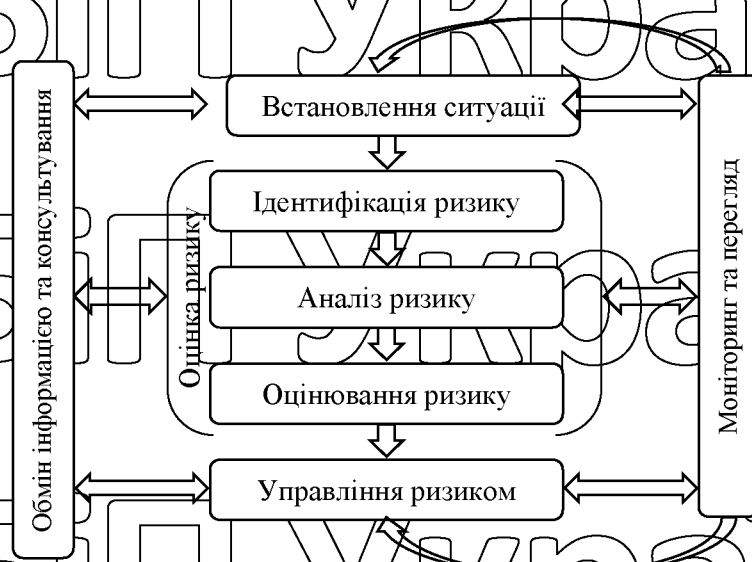 Обмін інформацією та консультування
Встановлення ситуації
Оцінка ризику
Ідентифікація ризику
Аналіз ризику
Оцінювання ризику
Управління ризиком
Моніторинг та перегляд